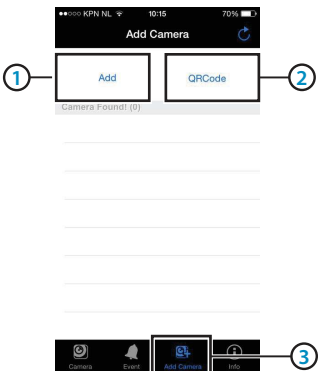 ●●○○○ KPN NL 10:15 70%
Add Camera
1 Add QRCode 2
Camera Found! (0)
Camera Event Add Camera Info 3